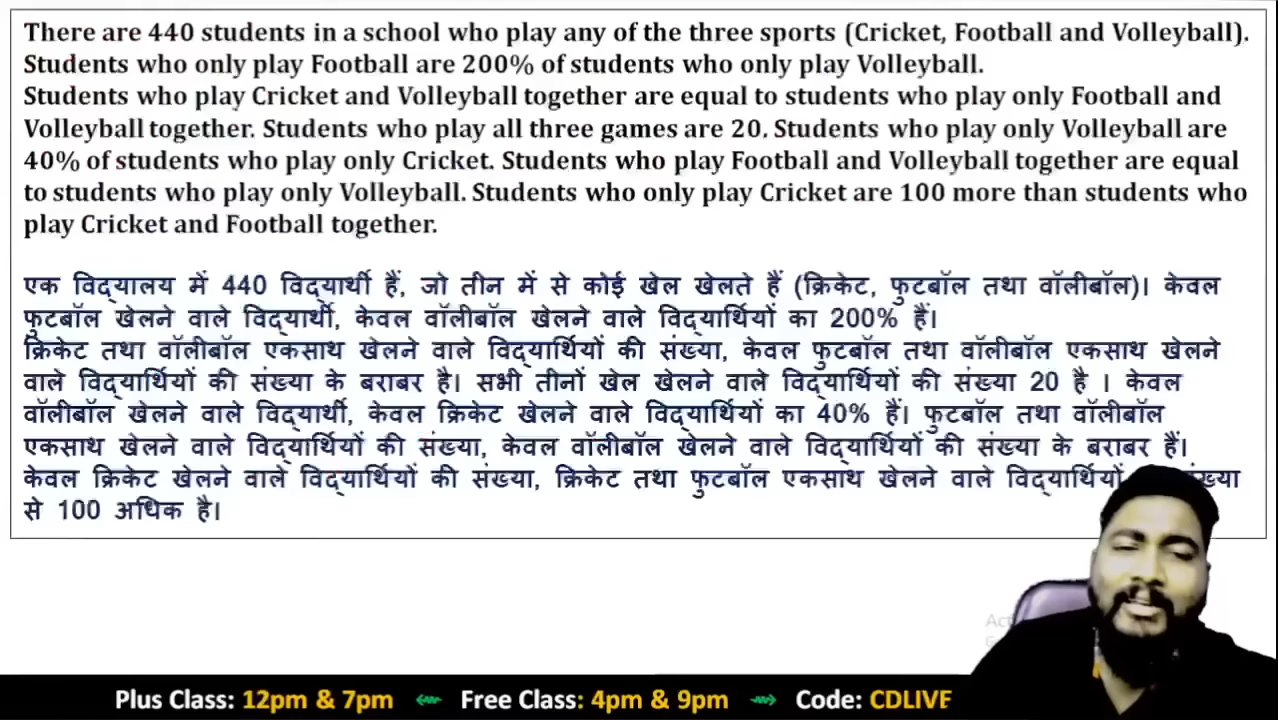 There are 440 students in a school who play any of the three sports (Cricket, Football and Volleyball).
Students who only play Football are 200% of students who only play Volleyball.
Students who play Cricket and Volleyball together are equal to students who play only Football and
Volleyball together. Students who play all three games are 20. Students who play only Volleyball are
40% of students who play only Cricket. Students who play Football and Volleyball together are equal
to students who play only Volleyball. Students who only play Cricket are 100 more than students who
play Cricket and Football together.
एक विद्यालय में 440 विद्यार्थी हैं, जो तीन में से कोई खेल खेलते हैं (क्रिकेट, फुटबॉल तथा वॉलीबॉल)। केवल
फुटबॉल खेलने वाले विद्यार्थी, केवल वॉलीबॉल खेलने वाले विद्यार्थियों का 200% हैं।
क्रिकेट तथा वॉलीबॉल एकसाथ खेलने वाले विद्यार्थियों की संख्या, केवल फुटबॉल तथा वॉलीबॉल एकसाथ खेलने
वाले विद्यार्थियों की संख्या के बराबर है। सभी तीनों खेल खेलने वाले विद्यार्थियों की संख्या 20 है । केवल
वॉलीबॉल खेलने वाले विद्यार्थी, केवल क्रिकेट खेलने वाले विद्यार्थियों का 40% हैं। फुटबॉल तथा वॉलीबॉल
एकसाथ खेलने वाले विद्यार्थियों की संख्या, केवल वॉलीबॉल खेलने वाले विद्यार्थियों की संख्या के बराबर हैं।
केवल क्रिकेट खेलने वाले विद्यार्थियों की संख्या, क्रिकेट तथा फुटबॉल एकसाथ खेलने वाले विद्यार्थियों
से 100 अधिक है।
Plus Class: 12pm & 7pm Free Class: 4pm & 9pm Code: CDLIVE